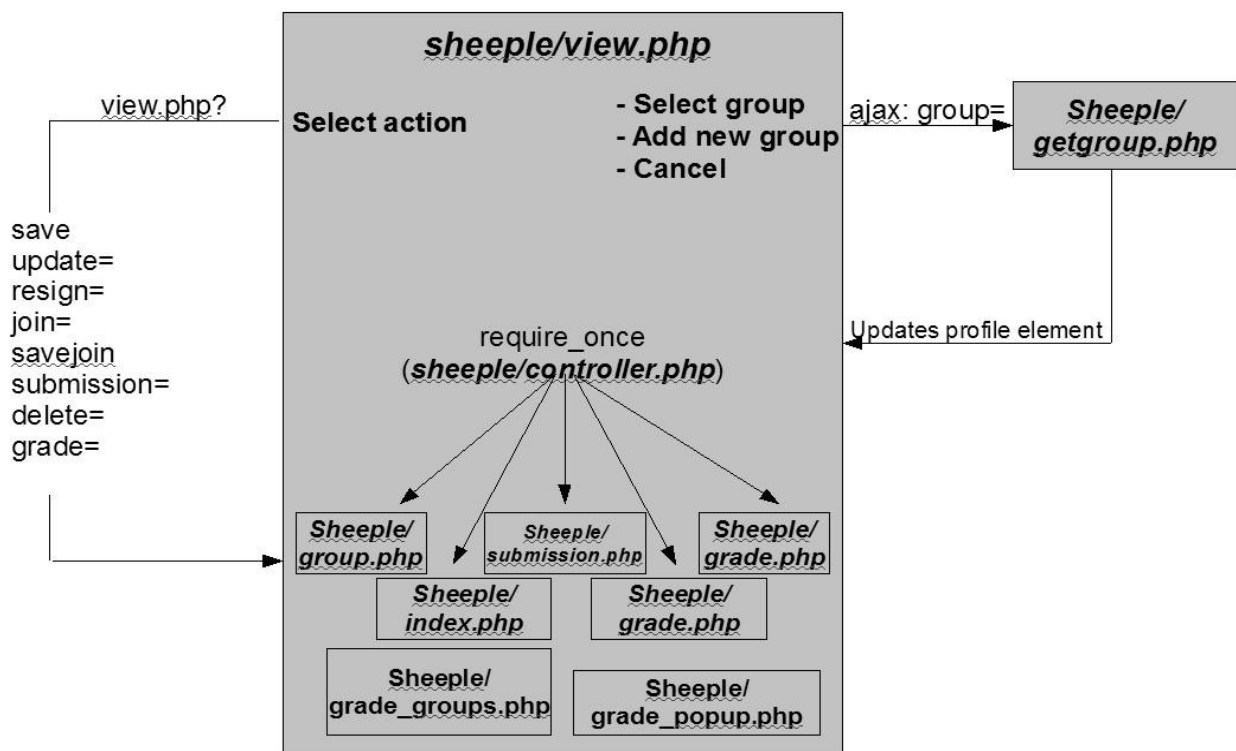 sheeple/view.php
view.php?
Select action
- Select group
- Add new group
- Cancel
ajax: group=
Sheeple/
getgroup.php
save
update=
resign=
join=
savejoin
submission=
delete=
grade=
Updates profile element
require_once
(sheeple/controller.php)
Sheeple/
group.php
Sheeple/
submission.php
Sheeple/
grade.php
Sheeple/
index.php
Sheeple/
grade.php
Sheeple/
grade_groups.php
Sheeple/
grade_popup.php